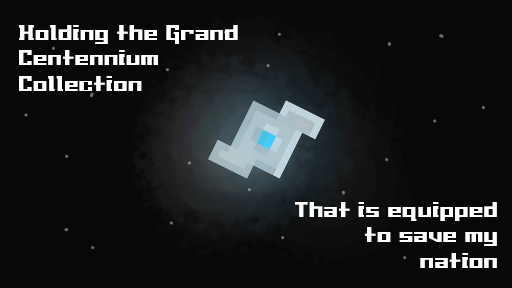 Holding the Grand
Centennium
Collection
That is equipped
to save my
nation